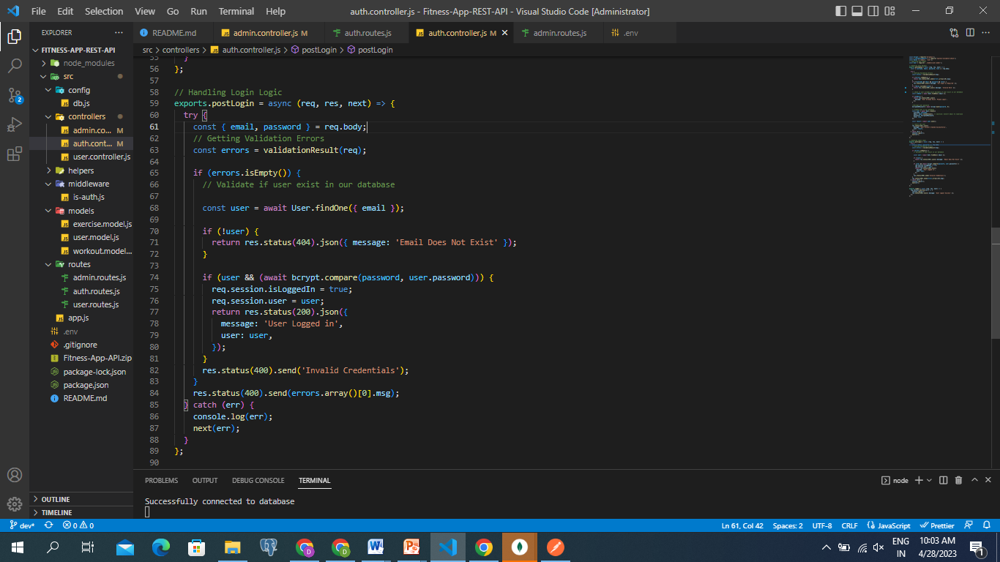 File Edit Selection View Go Run Terminal Help auth.controller.js - Fitness-App-REST-API - Visual Studio Code [Administrator]
EXPLORER ···
README.md admin.controller.js M auth.routes.js auth.controller.js M admin.routes.js .env
src > controllers > auth.controller.js > postLogin > postLogin
FITNESS-APP-REST-API
node_modules
src
config
db.js
controllers
admin.co... M
auth.cont... M
user.controller.js
helpers
middleware
is-auth.js
models
exercise.model.js
user.model.js
workout.model...
routes
admin.routes.js
auth.routes.js
user.routes.js
app.js
.env
.gitignore
Fitness-App-API.zip
package-lock.json
package.json
README.md
OUTLINE
TIMELINE
2
55 }
56 };
57
58 // Handling Login Logic
59 exports.postLogin = async (req, res, next) => {
60 try {
61 const { email, password } = req.body;
62 // Getting Validation Errors
63 const errors = validationResult(req);
64
65 if (errors.isEmpty()) {
66 // Validate if user exist in our database
67
68 const user = await User.findOne({ email });
69
70 if (!user) {
71 return res.status(404).json({ message: 'Email Does Not Exist' });
72 }
73
74 if (user && (await bcrypt.compare(password, user.password))) {
75 req.session.isLoggedIn = true;
76 req.session.user = user;
77 return res.status(200).json({
78 message: 'User Logged in',
79 user: user,
80 });
81 }
82 res.status(400).send('Invalid Credentials');
83 }
84 res.status(400).send(errors.array()[0].msg);
85 } catch (err) {
86 console.log(err);
87 next(err);
88 }
89 };
90
PROBLEMS OUTPUT DEBUG CONSOLE TERMINAL node
Successfully connected to database
dev* 0 0 Ln 61, Col 42 Spaces: 2 UTF-8 CRLF JavaScript Prettier
D D W P ENG IN 10:03 AM 4/28/2023 1